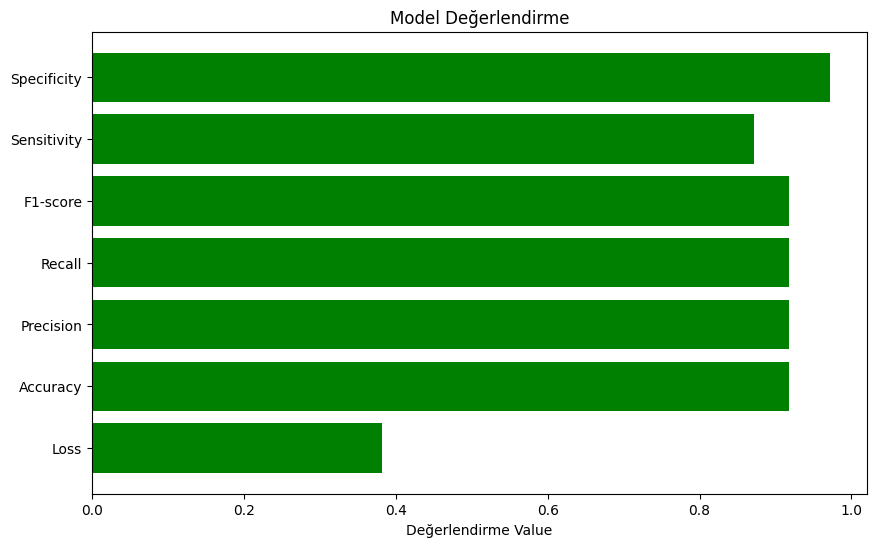 Model Değerlendirme
Specificity
Sensitivity
F1-score
Recall
Precision
Accuracy
Loss
0.0 0.2 0.4 0.6 0.8 1.0
Değerlendirme Value